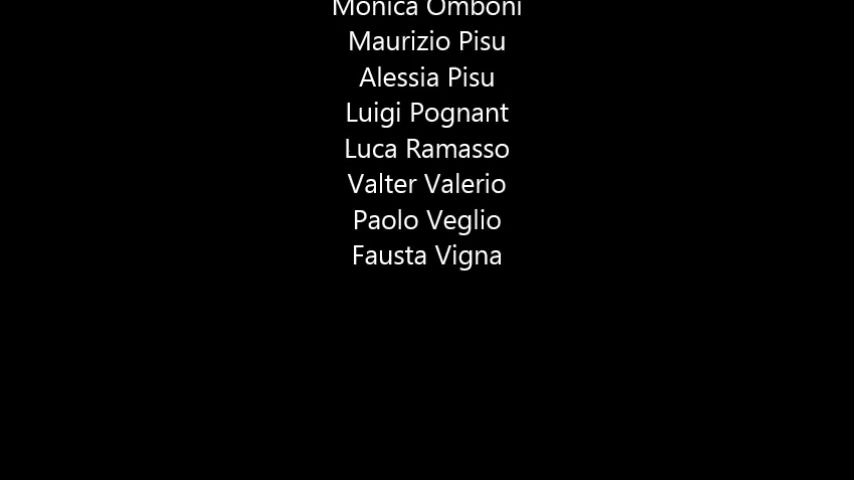 Monica Omboni
Maurizio Pisu
Alessia Pisu
Luigi Pognant
Luca Ramasso
Valter Valerio
Paolo Veglio
Fausta Vigna